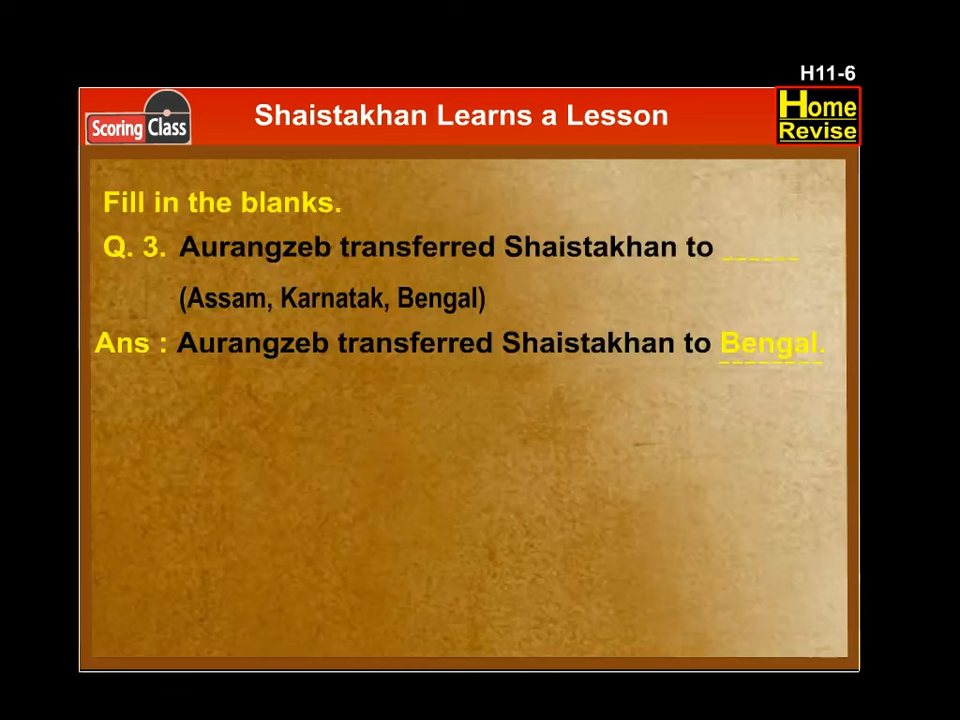 H11-6
Scoring Class
Shaistakhan Learns a Lesson
Home
Revise
Fill in the blanks.
Q. 3. Aurangzeb transferred Shaistakhan to ______
(Assam, Karnatak, Bengal)
Ans : Aurangzeb transferred Shaistakhan to Bengal.